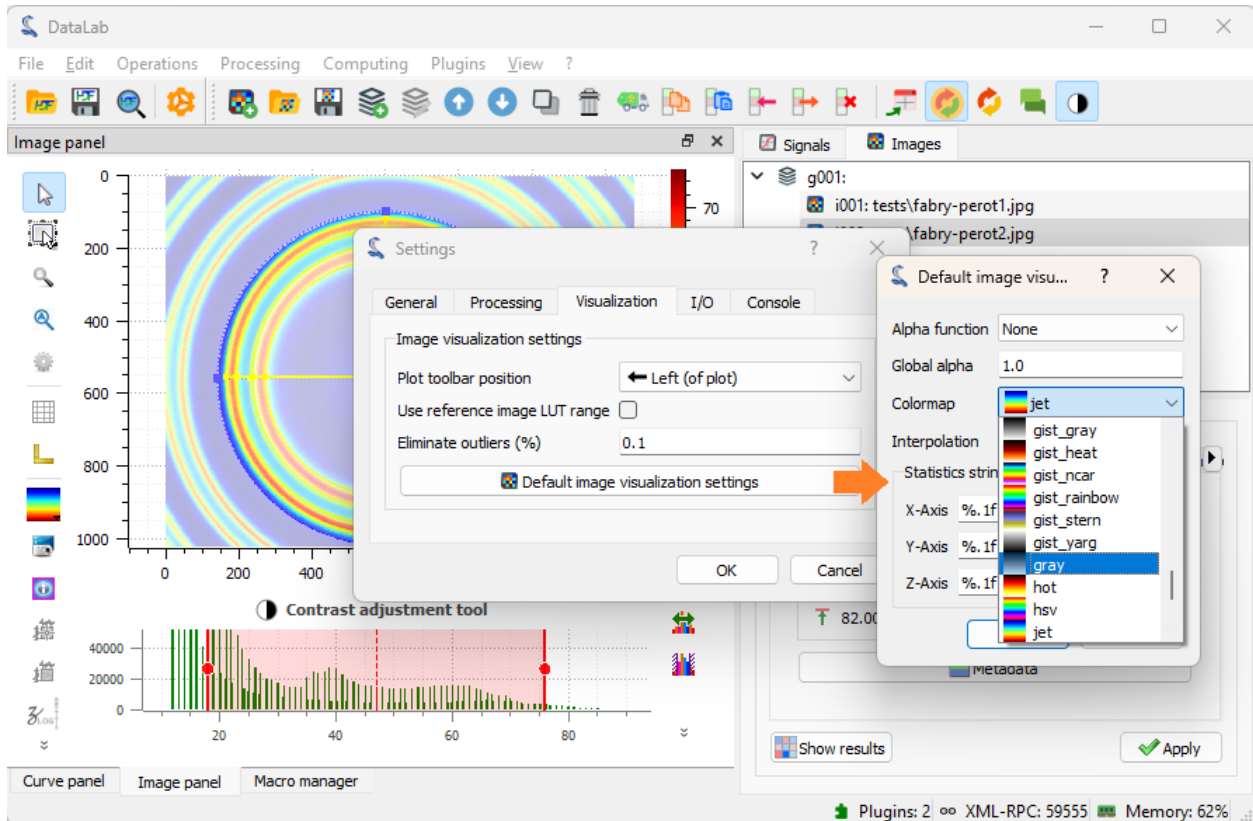 DataLab
File Edit Operations Processing Computing Plugins View ?
HDF HDF HDF
Image panel
Signals Images
0
200
400
600
800
1000
0 200 400
70
g001:
i001: tests\fabry-perot1.jpg
\fabry-perot2.jpg
Settings ?
General Processing Visualization I/O Console
Image visualization settings
Plot toolbar position Left (of plot)
Use reference image LUT range
Eliminate outliers (%) 0.1
Default image visualization settings
OK Cancel
Default image visu... ?
Alpha function None
Global alpha 1.0
Colormap jet
Interpolation
Statistics strin
X-Axis %.1f
Y-Axis %.1f
Z-Axis %.1f
gist_gray
gist_heat
gist_ncar
gist_rainbow
gist_stern
gist_yarg
gray
hot
hsv
jet
82.00
Metadata
Contrast adjustment tool
40000
20000
0
20 40 60 80
LOG
Show results Apply
Curve panel Image panel Macro manager
Plugins: 2 XML-RPC: 59555 Memory: 62%